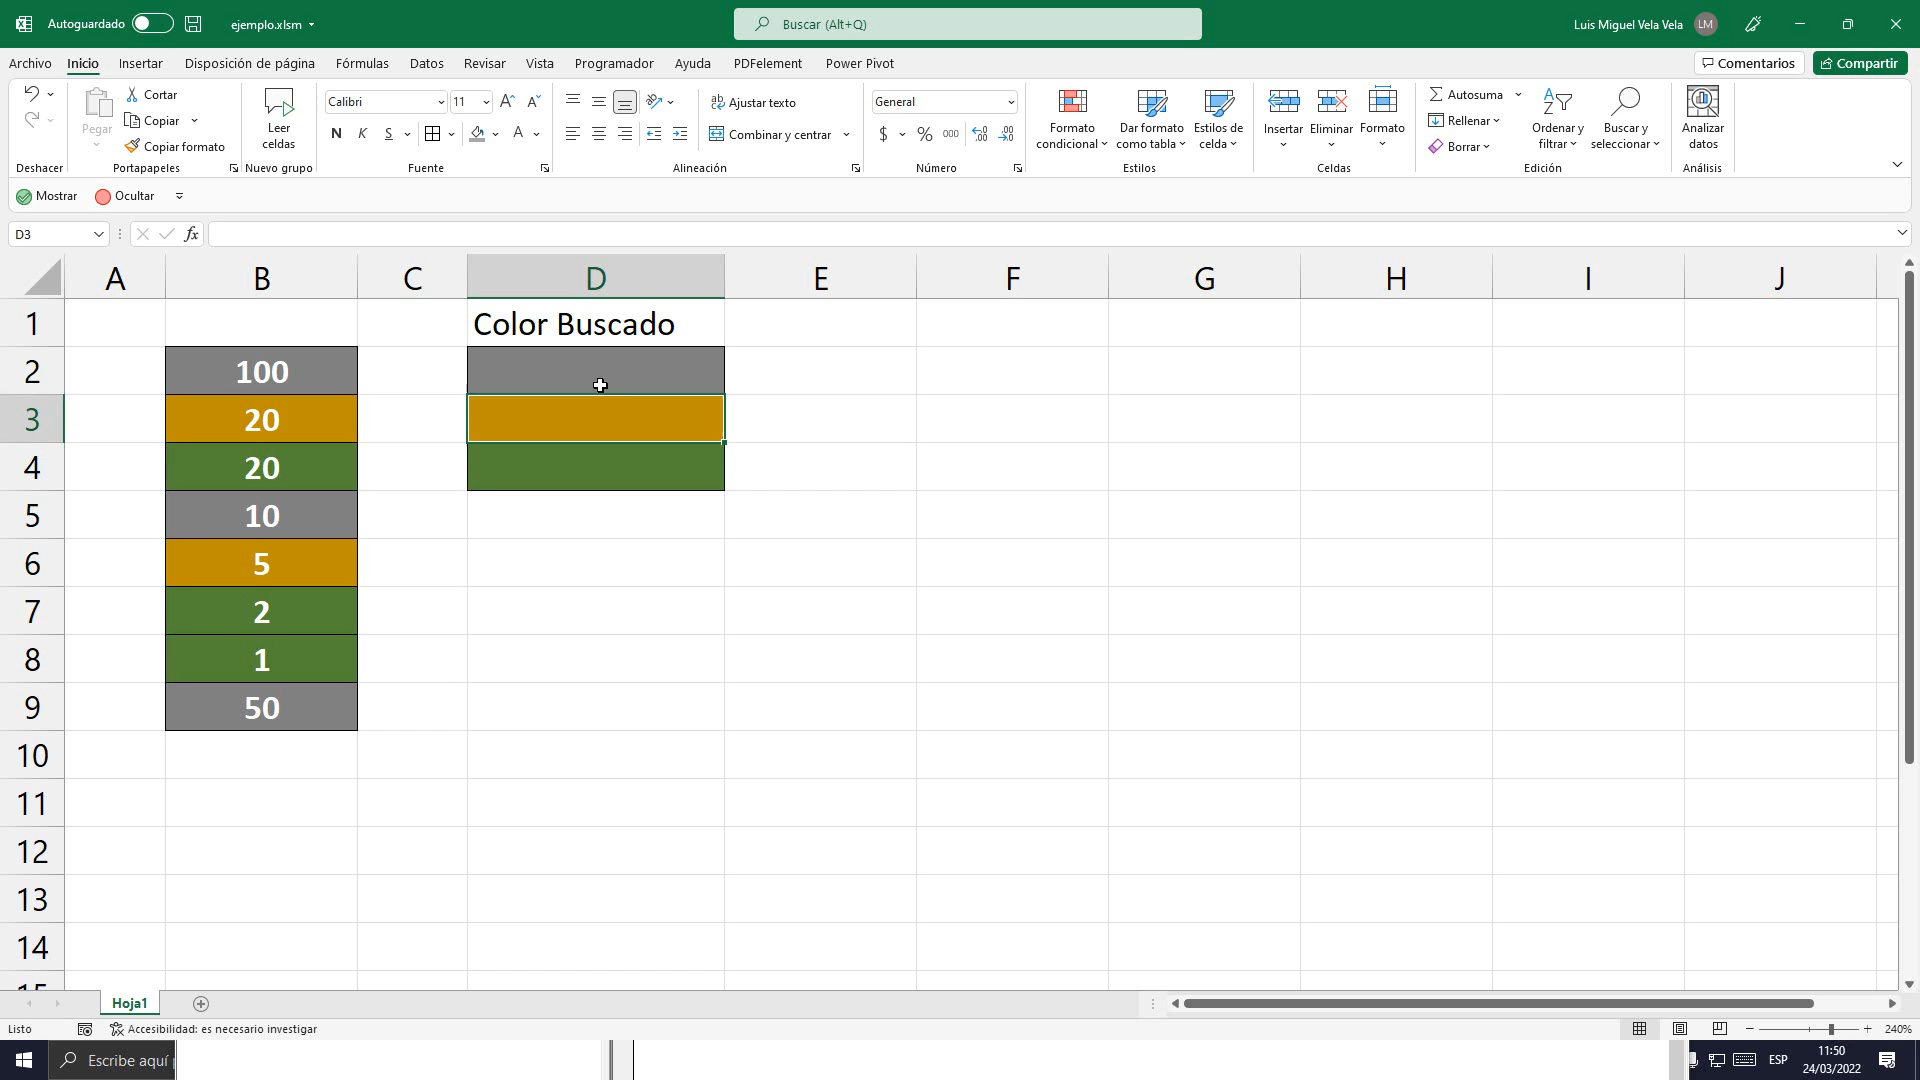 Autoguardado
ejemplo.xlsm
Buscar (Alt+Q)
Luis Miguel Vela Vela
LM
Archivo
Inicio
Insertar
Disposición de página
Fórmulas
Datos
Revisar
Vista
Programador
Ayuda
PDFelement
Power Pivot
Comentarios
Compartir
Pegar
Cortar
Copiar
Copiar formato
Leer
celdas
Calibri
11
N K S
Ajustar texto
Combinar y centrar
General
$ % 000
Formato
condicional
Dar formato
como tabla
Estilos de
celda
Insertar
Eliminar
Formato
Autosuma
Rellenar
Borrar
Ordenar y
filtrar
Buscar y
seleccionar
Analizar
datos
Deshacer
Portapapeles
Nuevo grupo
Fuente
Alineación
Número
Estilos
Celdas
Edición
Análisis
Mostrar
Ocultar
D3
fx
A B C D E F G H I J
1 Color Buscado
2 100
3 20
4 20
5 10
6 5
7 2
8 1
9 50
10
11
12
13
14
15
Hoja1
Listo
Accesibilidad: es necesario investigar
240%
Escribe aquí
ESP
11:50
24/03/2022